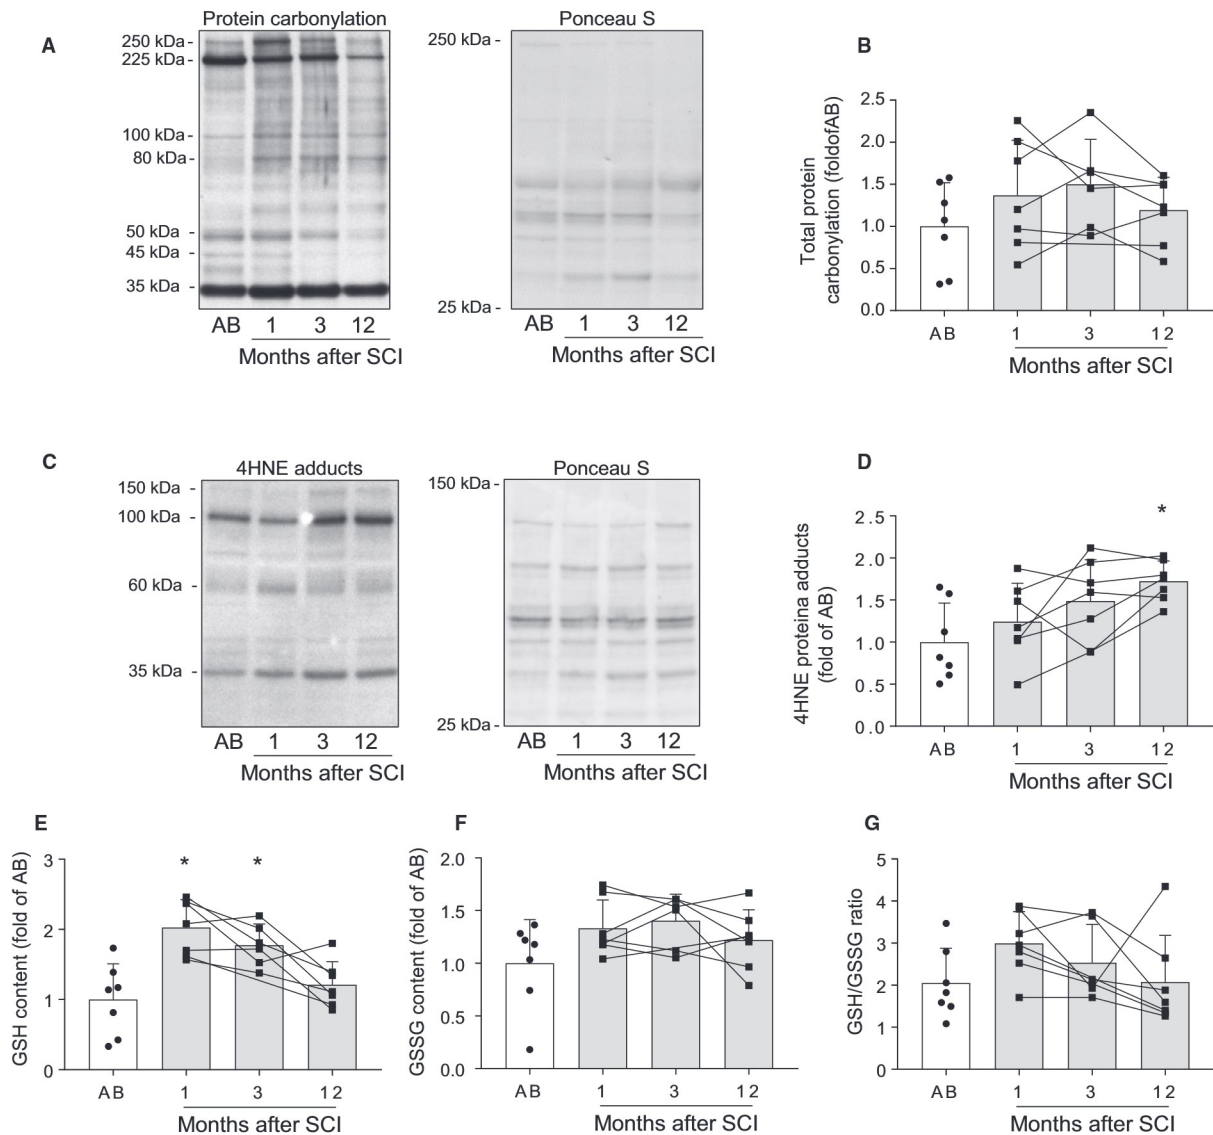 A
Protein carbonylation
250 kDa -
225 kDa -
100 kDa -
80 kDa -
50 kDa -
45 kDa -
35 kDa -
AB 1 3 12
Months after SCI
Ponceau S
250 kDa -
25 kDa -
AB 1 3 12
Months after SCI
B
Total protein
carbonylation (foldofAB)
2.5
2.0
1.5
1.0
0.5
0.0
AB 1 3 12
Months after SCI
C
4HNE adducts
150 kDa -
100 kDa -
60 kDa -
35 kDa -
AB 1 3 12
Months after SCI
Ponceau S
150 kDa -
25 kDa -
AB 1 3 12
Months after SCI
D
4HNE proteina adducts
(fold of AB)
2.5
2.0
1.5
1.0
0.5
0.0
*
AB 1 3 12
Months after SCI
E
GSH content (fold of AB)
3
2
1
0
* *
AB 1 3 12
Months after SCI
F
GSSG content (fold of AB)
2.0
1.5
1.0
0.5
0.0
AB 1 3 12
Months after SCI
G
GSH/GSSG ratio
5
4
3
2
1
0
AB 1 3 12
Months after SCI